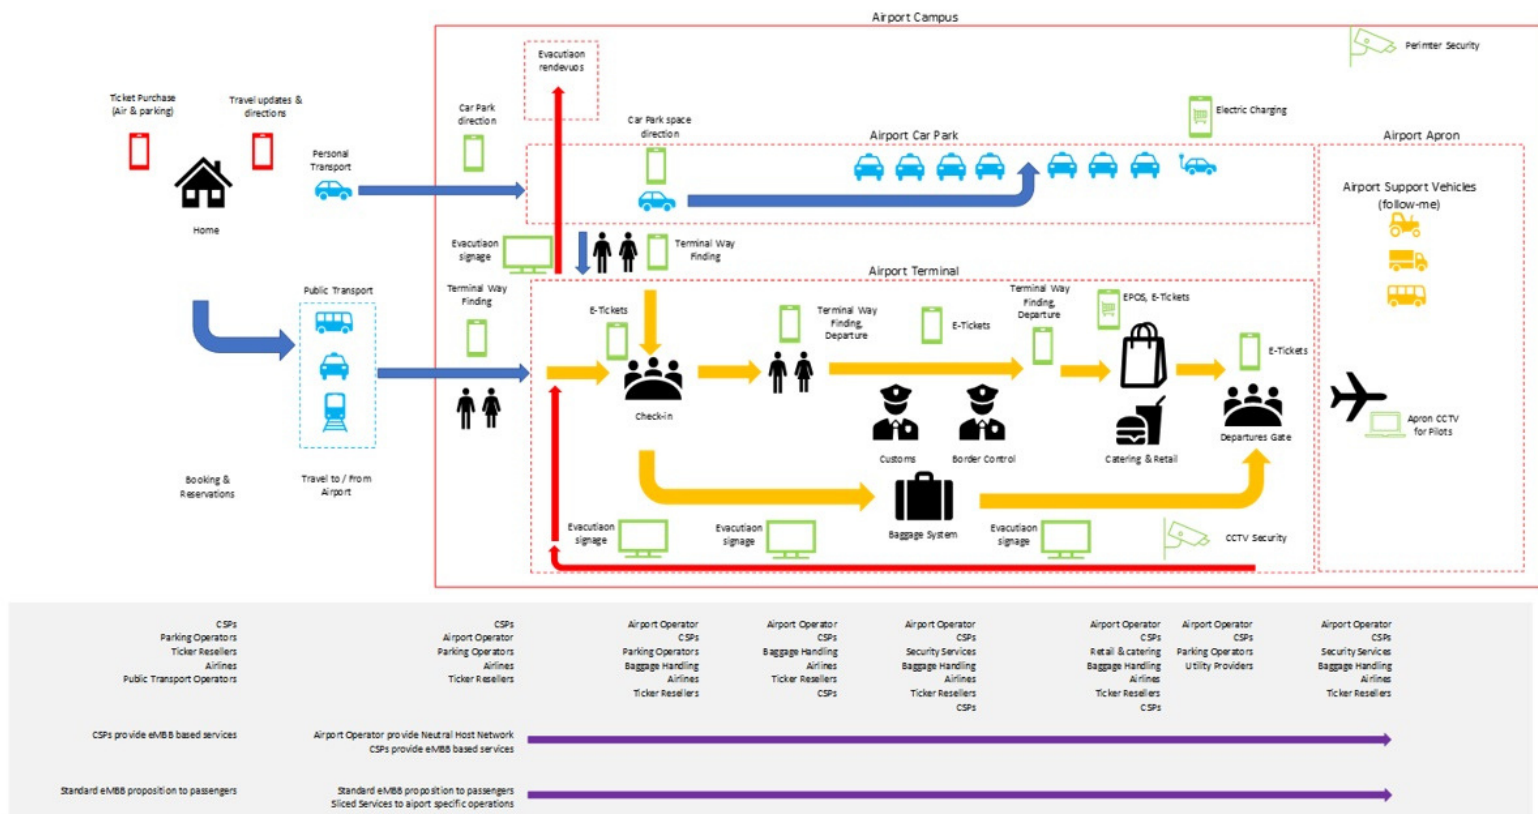 Airport Campus
Evacutiaon
rendevuos
Perimter Security
Ticket Purchase
(Air & parking)
Travel updates &
directions
Car Park
direction
Car Park space
direction
Electric Charging
Airport Car Park
Airport Apron
Personal
Transport
Airport Support Vehicles
(follow-me)
Home
Evacutiaon
signage
Terminal Way
Finding
Airport Terminal
Public Transport
Terminal Way
Finding
E-Tickets
Terminal Way
Finding,
Departure
E-Tickets
Terminal Way
Finding,
Departure
EPOS, E-Tickets
E-Tickets
Check-in
Customs
Border Control
Catering & Retail
Departures Gate
Apron CCTV
for Pilots
Booking &
Reservations
Travel to / From
Airport
Evacutiaon
signage
Evacutiaon
signage
Baggage System
Evacutiaon
signage
CCTV Security
CSPs
Parking Operators
Ticker Resellers
Airlines
Public Transport Operators
CSPs
Airport Operator
Parking Operators
Airlines
Ticker Resellers
Airport Operator
CSPs
Parking Operators
Baggage Handling
Airlines
Ticker Resellers
Airport Operator
CSPs
Baggage Handling
Airlines
Ticker Resellers
CSPs
Airport Operator
CSPs
Security Services
Baggage Handling
Airlines
Ticker Resellers
CSPs
Airport Operator
CSPs
Retail & catering
Baggage Handling
Airlines
Ticker Resellers
CSPs
Airport Operator
CSPs
Parking Operators
Utility Providers
Airport Operator
CSPs
Security Services
Baggage Handling
Airlines
Ticker Resellers
CSPs provide eMBB based services
Airport Operator provide Neutral Host Network
CSPs provide eMBB based services
Standard eMBB proposition to passengers
Standard eMBB proposition to passengers
Sliced Services to aiport specific operations